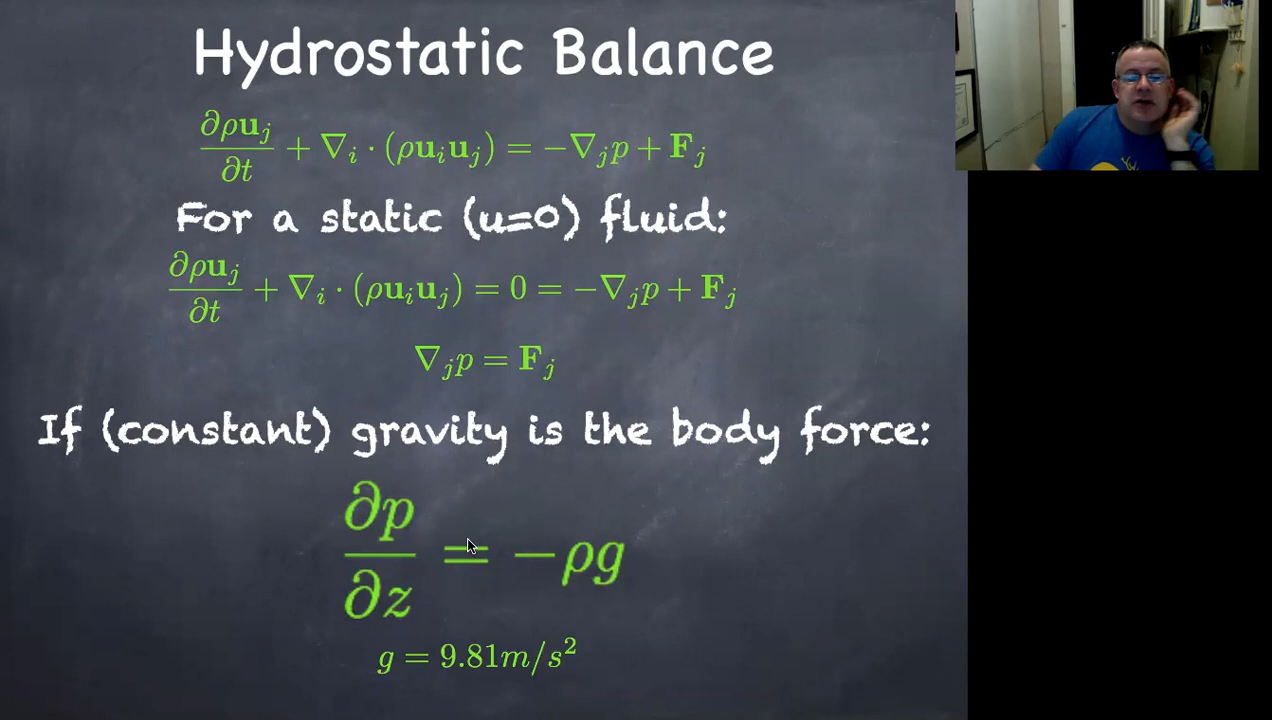 Hydrostatic Balance
∂ρ𝐮ⱼ/∂t + ∇ᵢ · (ρ𝐮ᵢ𝐮ⱼ) = −∇ⱼp + 𝐅ⱼ
For a static (u=0) fluid:
∂ρ𝐮ⱼ/∂t + ∇ᵢ · (ρ𝐮ᵢ𝐮ⱼ) = 0 = −∇ⱼp + 𝐅ⱼ
∇ⱼp = 𝐅ⱼ
If (constant) gravity is the body force:
∂p/∂z = −ρg
g = 9.81m/s²